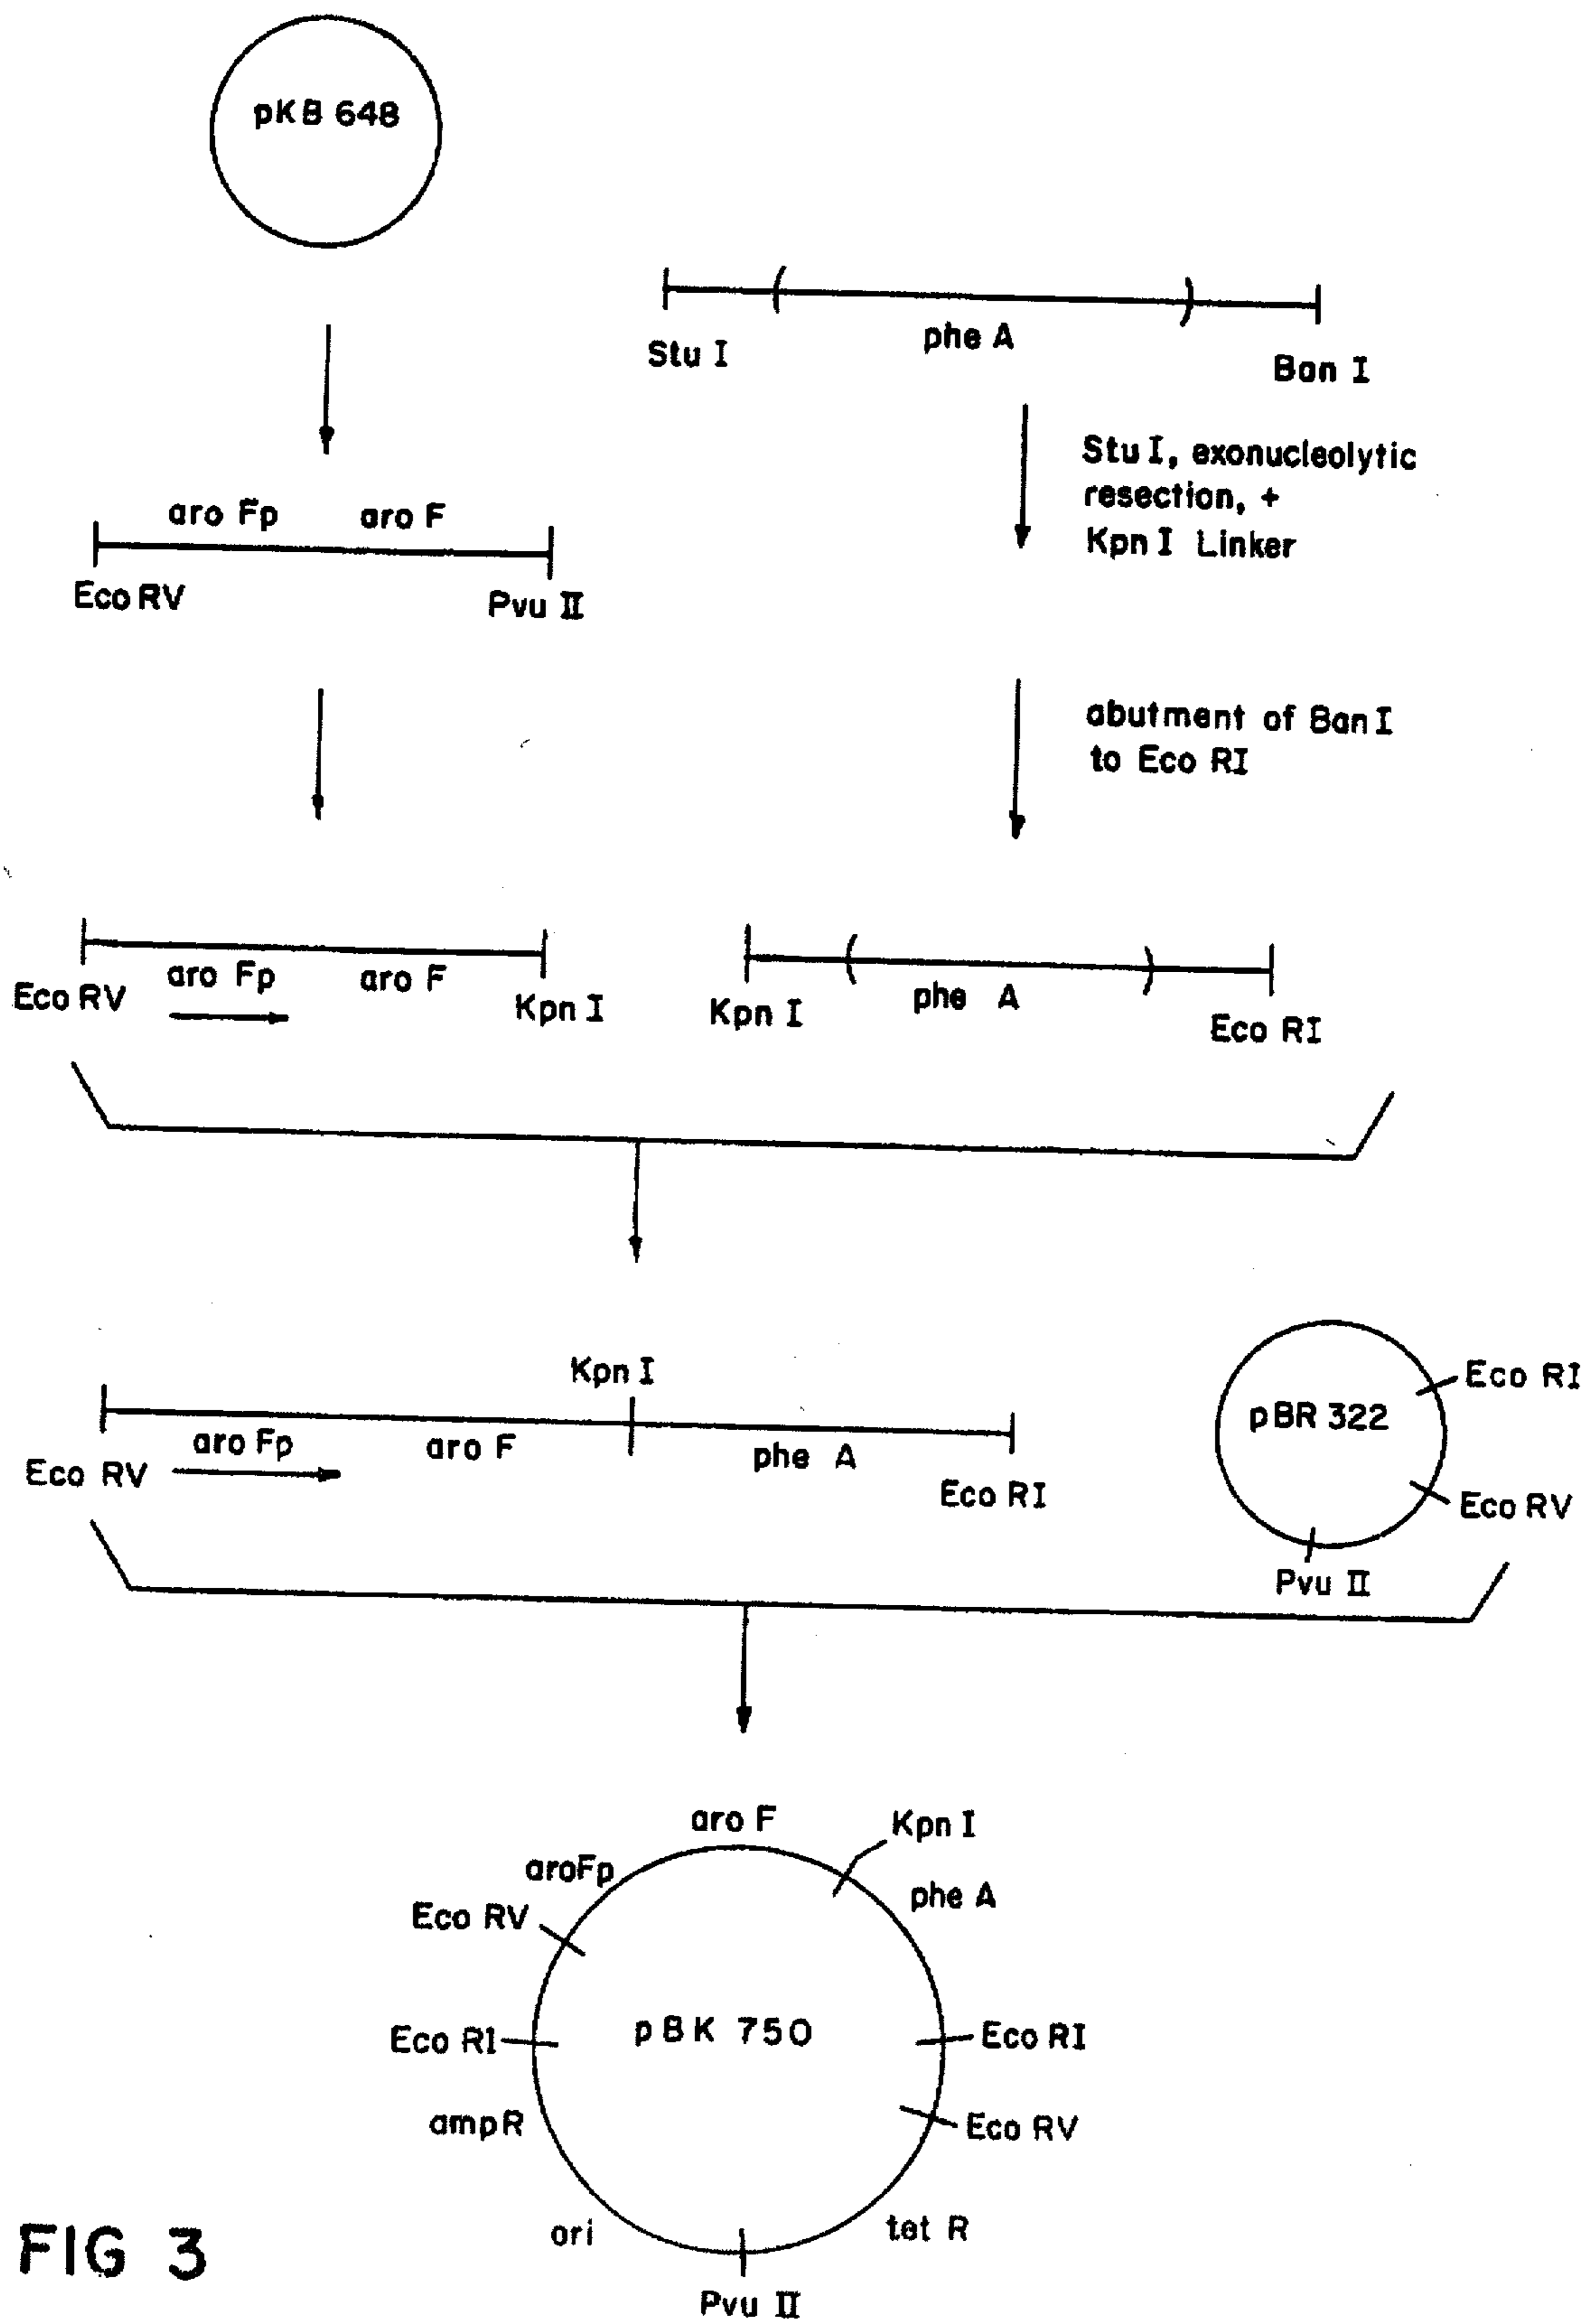 pKB 648
Stu I
phe A
Ban I
Stu I, exonucleolytic
resection, +
Kpn I Linker
aro Fp
aro F
Eco RV
Pvu II
abutment of Ban I
to Eco RI
Eco RV
aro Fp
aro F
Kpn I
Kpn I
phe A
Eco RI
Kpn I
Eco RV
aro Fp
aro F
phe A
Eco RI
pBR 322
Eco RI
Eco RV
Pvu II
aro F
Kpn I
aroFp
phe A
Eco RV
Eco RI
pBK 750
Eco RI
ampR
Eco RV
ori
tet R
Pvu II
FIG 3